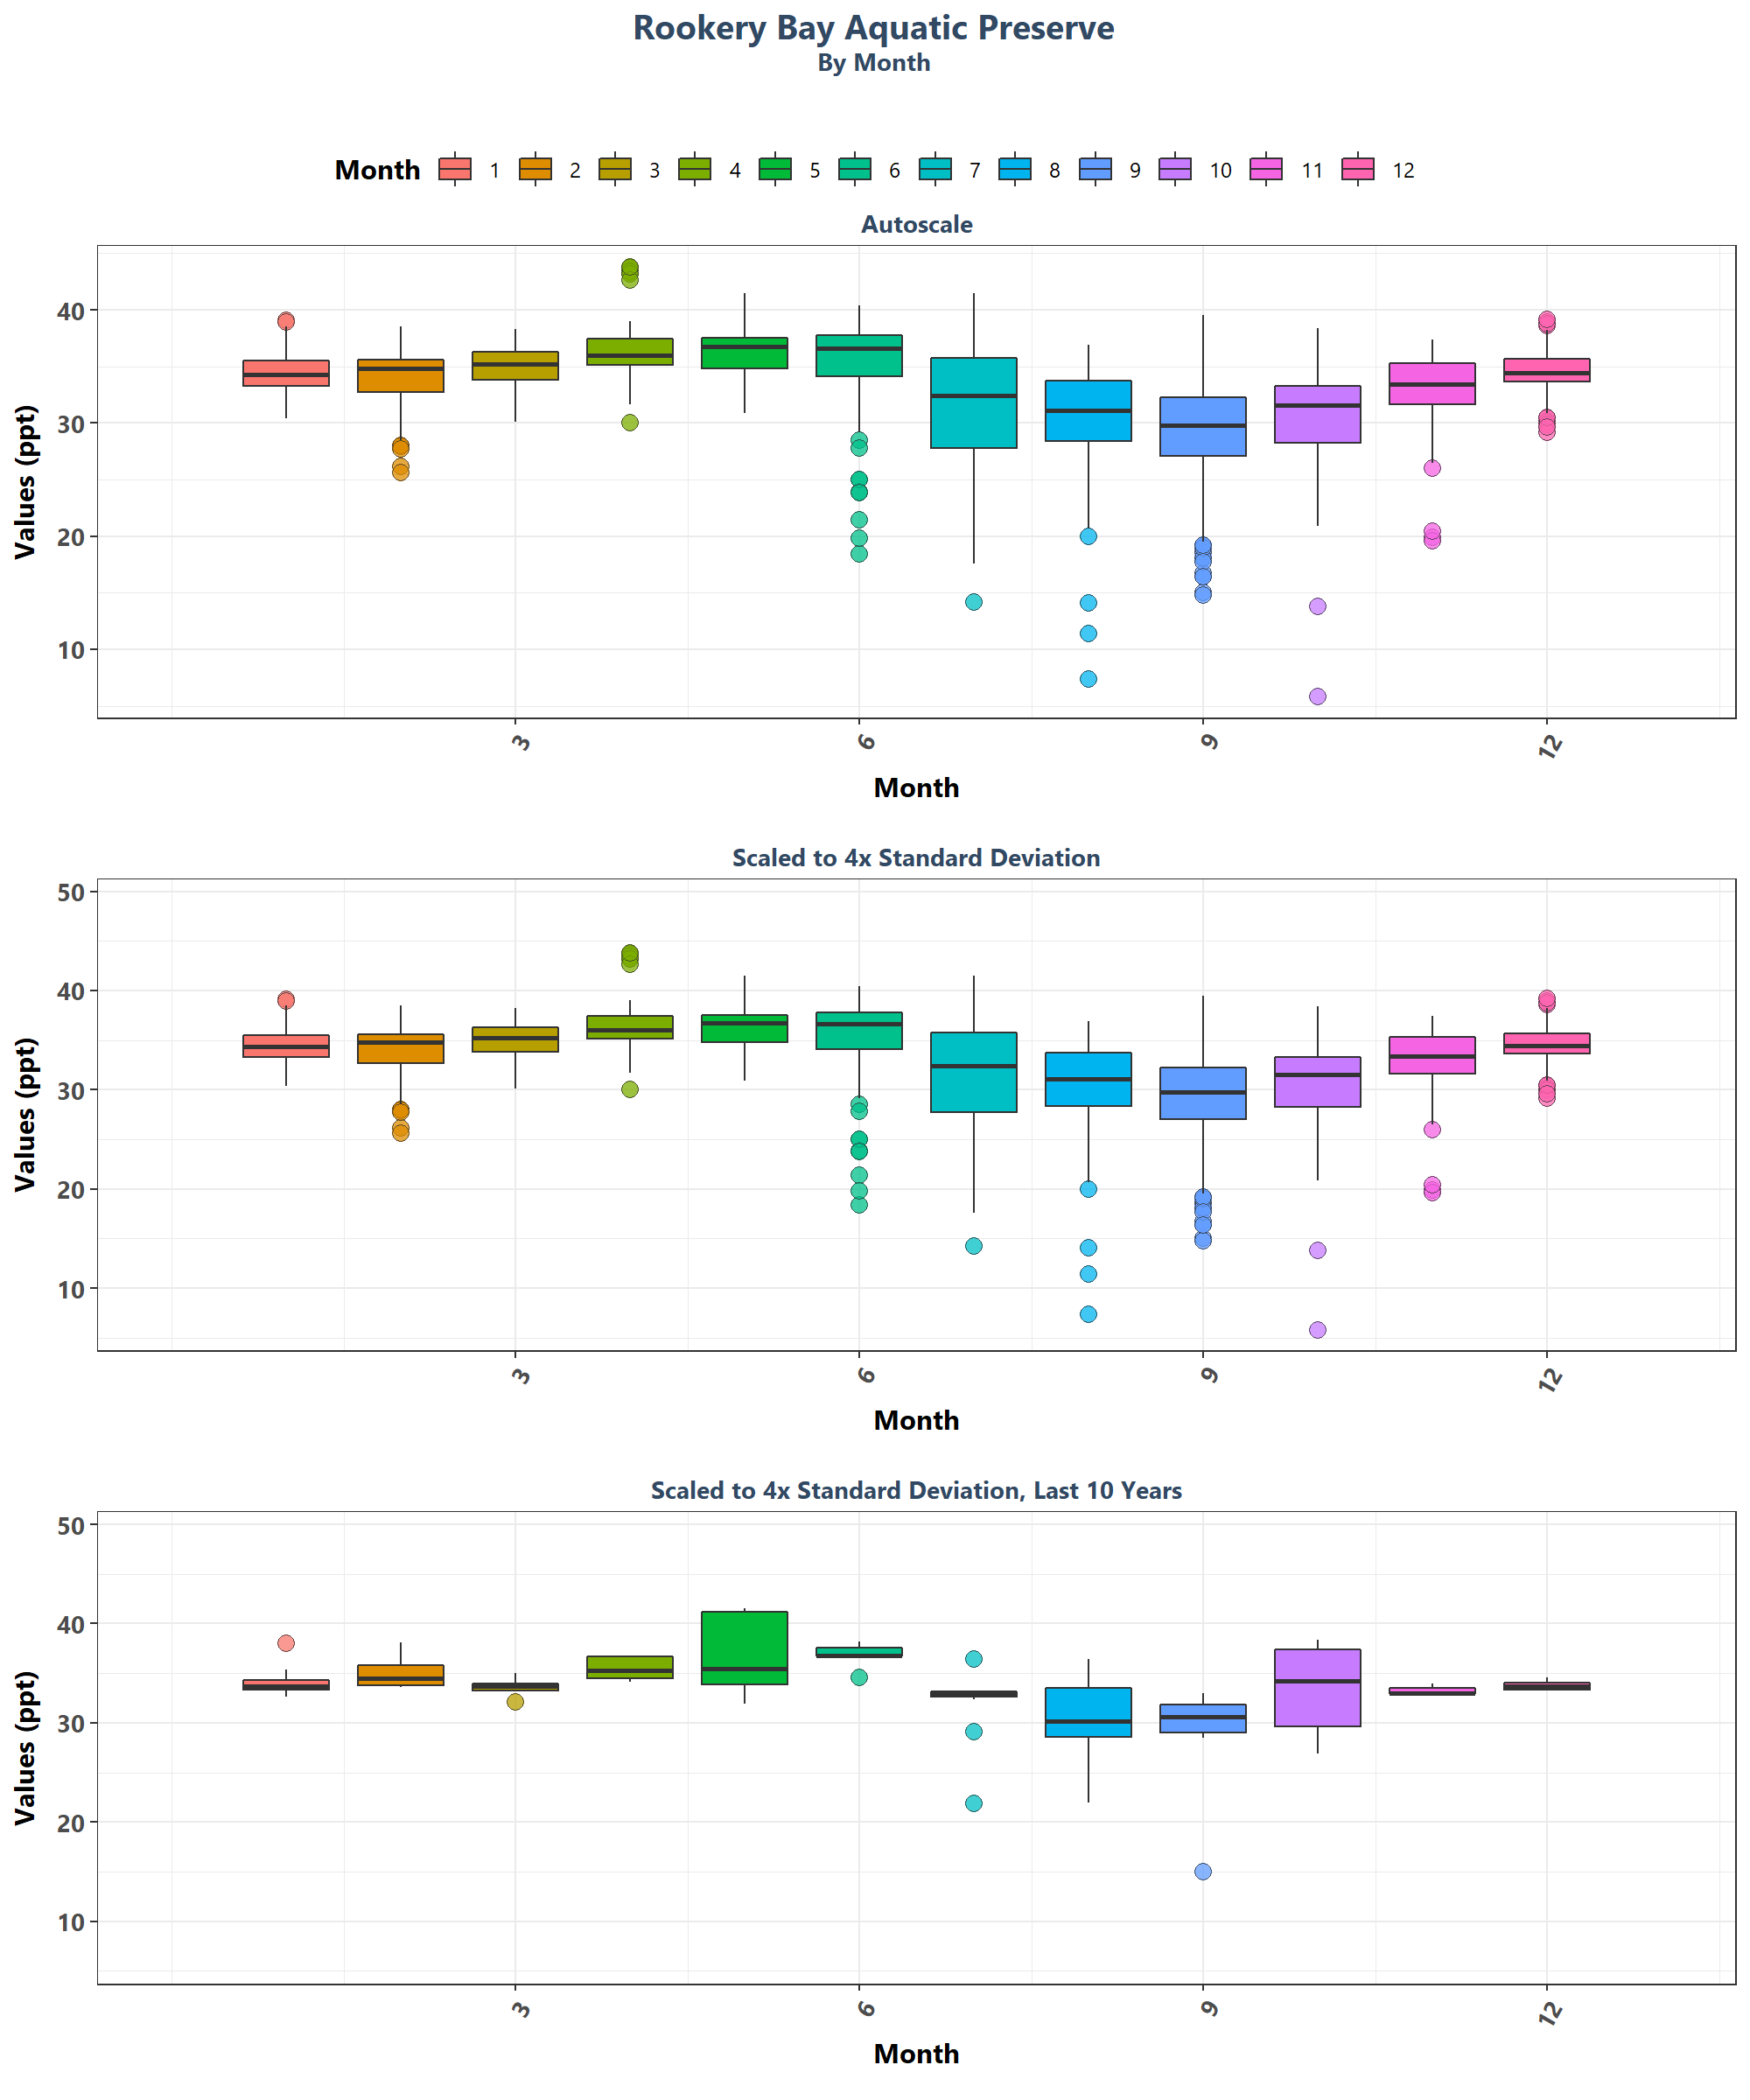 Rookery Bay Aquatic Preserve
By Month
Month 1 2 3 4 5 6 7 8 9 10 11 12
Autoscale
Values (ppt)
40
30
20
10
3 6 9 12
Month
Scaled to 4x Standard Deviation
Values (ppt)
50
40
30
20
10
3 6 9 12
Month
Scaled to 4x Standard Deviation, Last 10 Years
Values (ppt)
50
40
30
20
10
3 6 9 12
Month